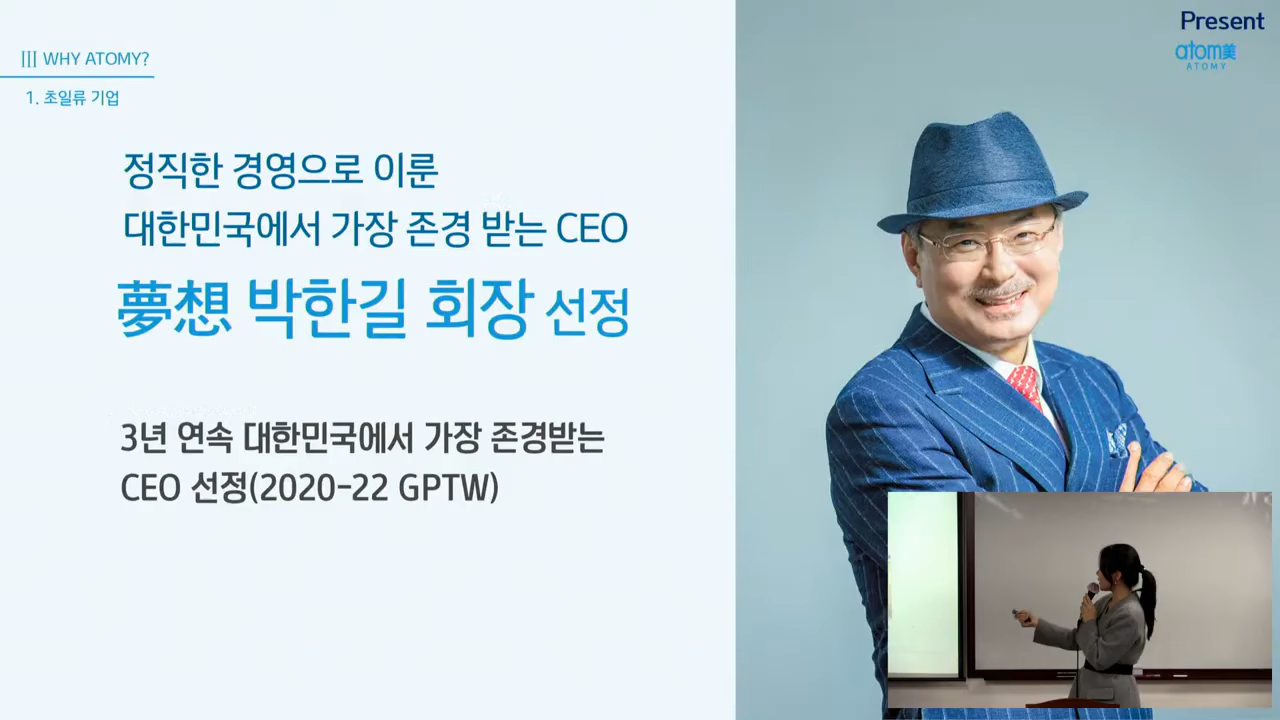 WHY ATOMY?
1. 초일류 기업
정직한 경영으로 이룬
대한민국에서 가장 존경 받는 CEO
夢想 박한길 회장 선정
3년 연속 대한민국에서 가장 존경받는
CEO 선정(2020-22 GPTW)
Present
atom美
ATOMY